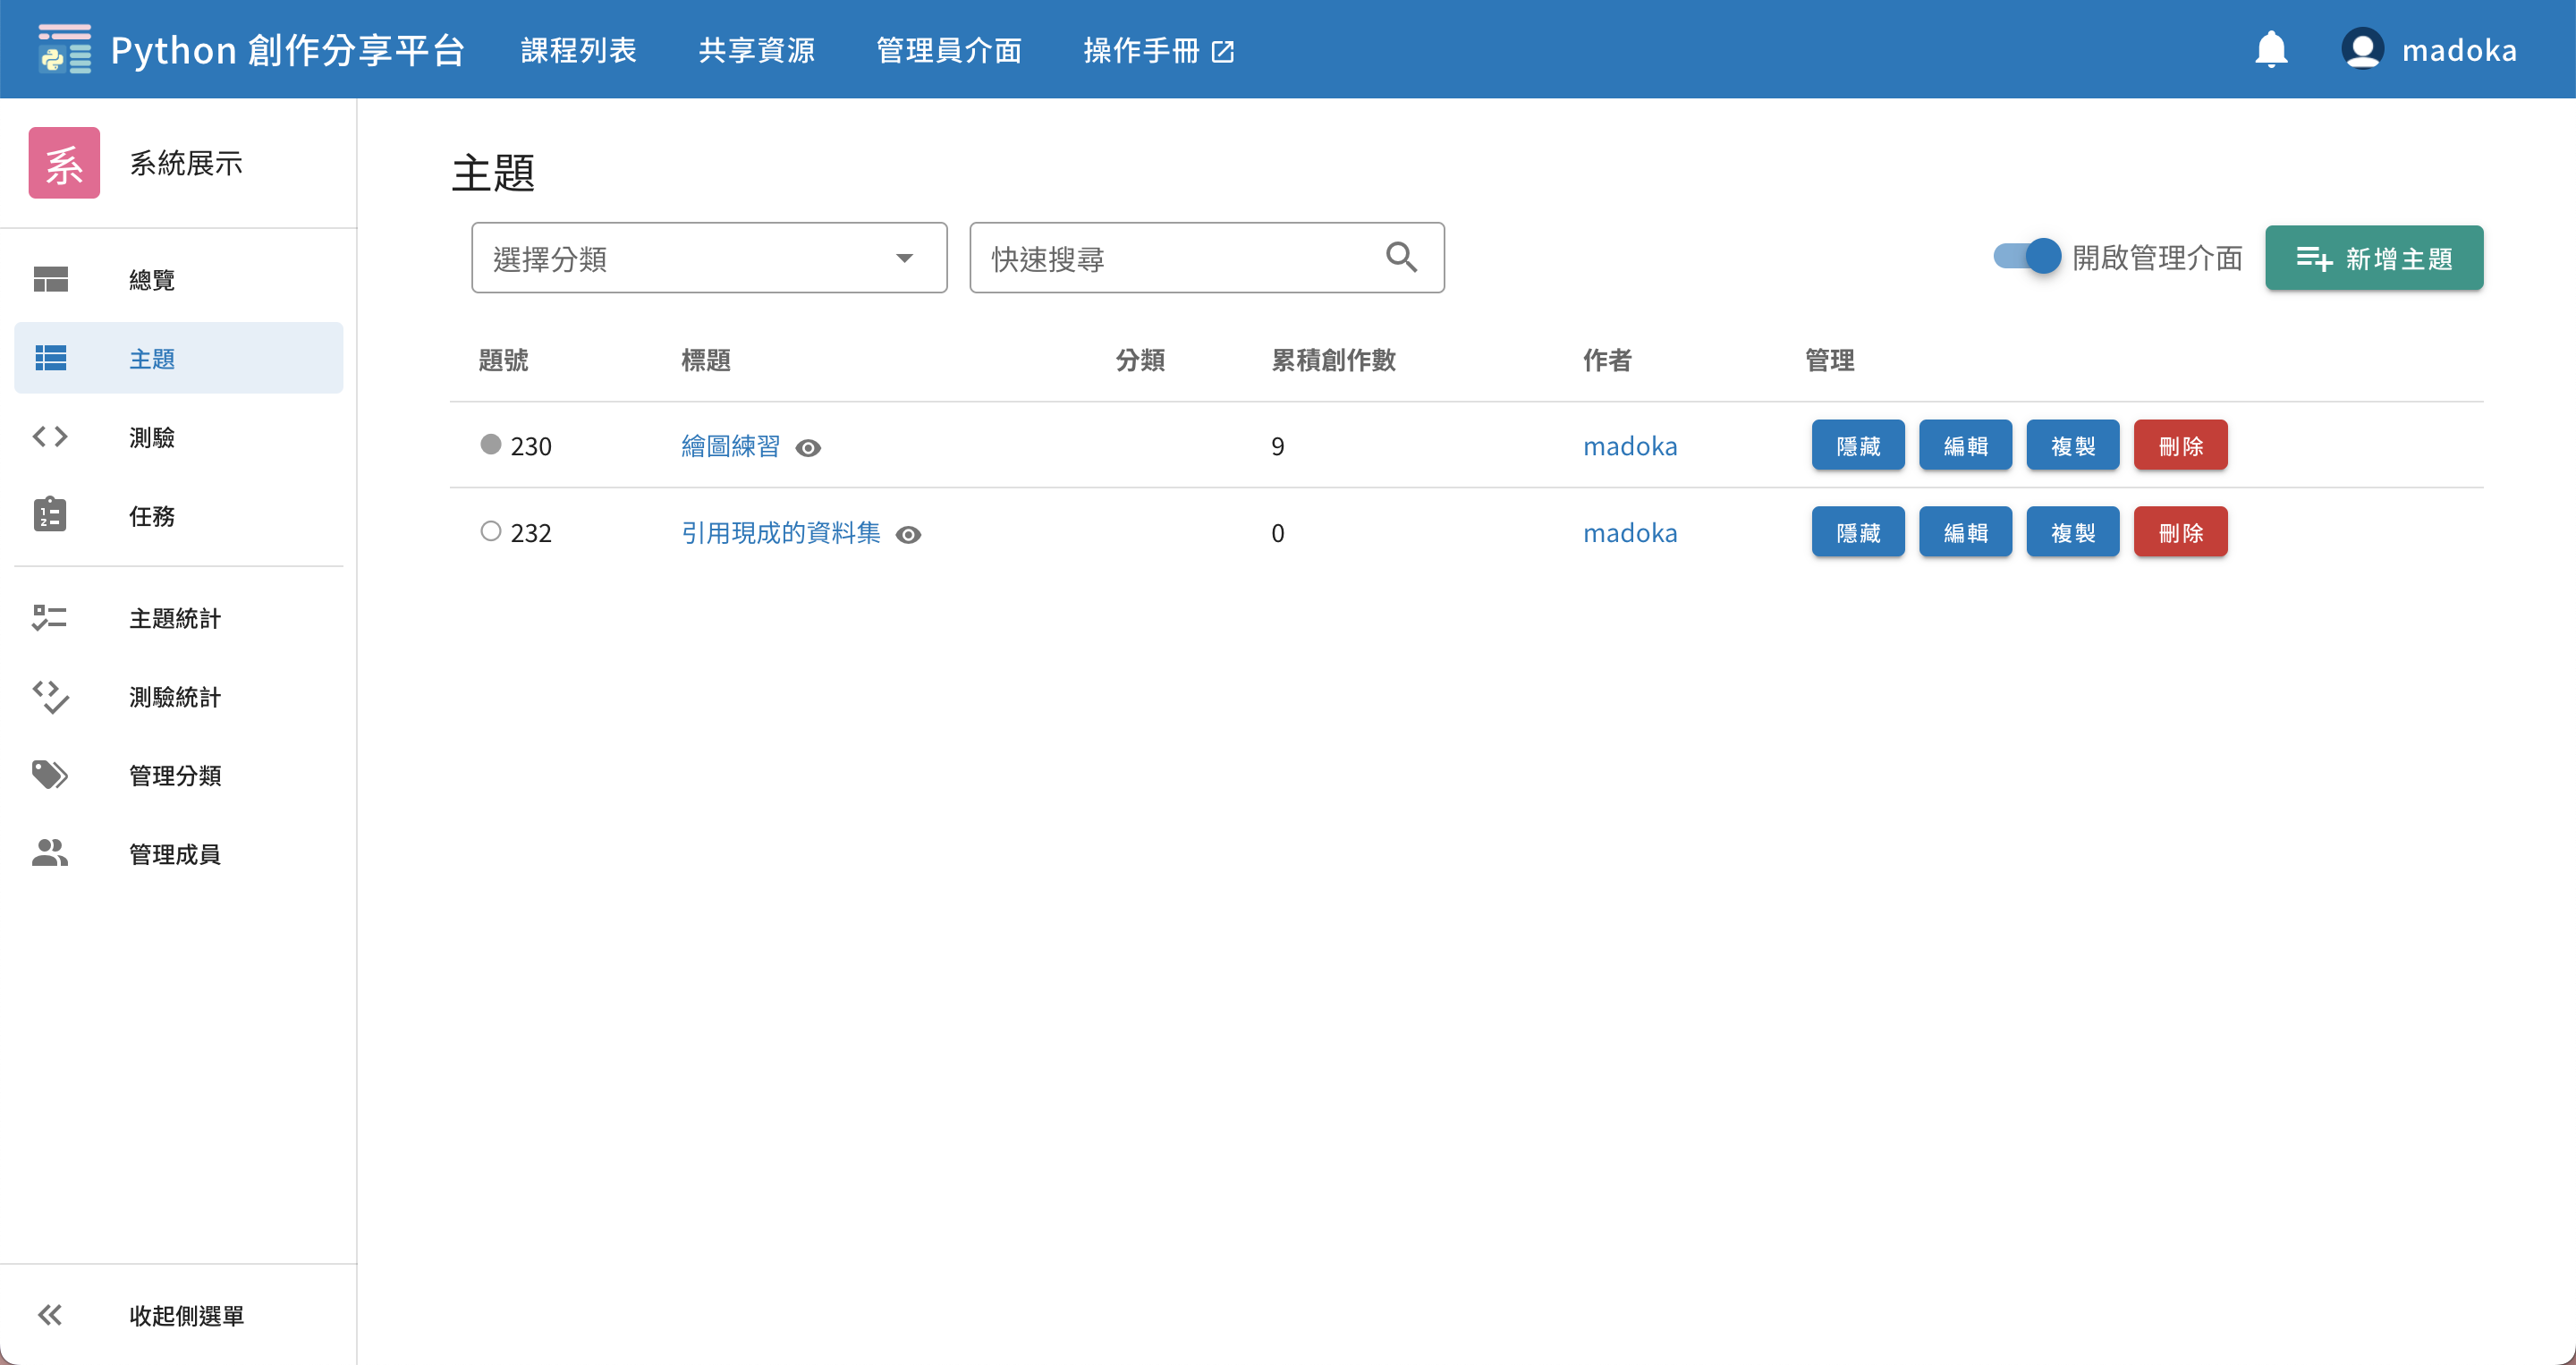 Python 創作分享平台 課程列表 共享資源 管理員介面 操作手冊 madoka
系 系統展示
總覽
主題
測驗
任務
主題統計
測驗統計
管理分類
管理成員
收起側選單
主題
選擇分類 快速搜尋 開啟管理介面 新增主題
題號 標題 分類 累積創作數 作者 管理
230 繪圖練習 9 madoka 隱藏 編輯 複製 刪除
232 引用現成的資料集 0 madoka 隱藏 編輯 複製 刪除